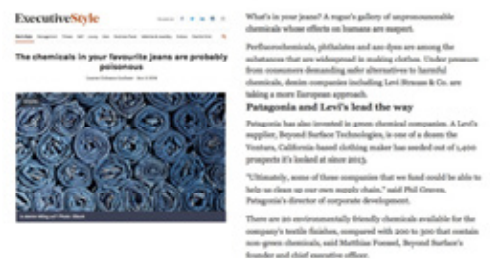 ExecutiveStyle
The chemicals in your favourite jeans are probably
poisonous
What's in your jeans? A rogue's gallery of unpronounceable
chemicals whose effects on humans are suspect.
Perfluorochemicals, phthalates and azo dyes are among the
substances that are widespread in making clothes. Under pressure
from consumers demanding safer alternatives to harmful
chemicals, denim companies including Levi Strauss & Co. are
taking a more European approach.
Patagonia and Levi's lead the way
Patagonia has also invested in green chemical companies. A Levi's
supplier, Beyond Surface Technologies, is one of a dozen the
Ventura, California-based clothing maker has seeded out of 1,400
prospects it's looked at since 2013.
"Ultimately, some of these companies that we fund could be able to
help us clean up our own supply chain," said Phil Graves,
Patagonia's director of corporate development.
There are 20 environmentally friendly chemicals available for the
company's textile finishes, compared with 200 to 300 that contain
non-green chemicals, said Matthias Foessel, Beyond Surface's
founder and chief executive officer.